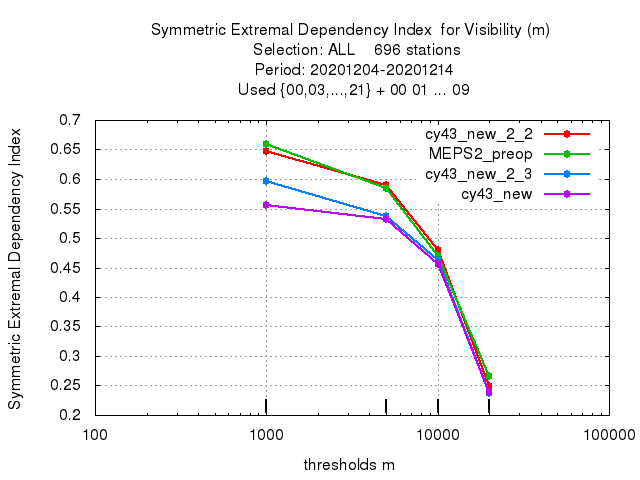 Symmetric Extremal Dependency Index  for Visibility (m)
Selection: ALL    696 stations
Period: 20201204-20201214
Used {00,03,...,21} + 00 01 ... 09
Symmetric Extremal Dependency Index
0.7
0.65
0.6
0.55
0.5
0.45
0.4
0.35
0.3
0.25
0.2
cy43_new_2_2
MEPS2_preop
cy43_new_2_3
cy43_new
100 1000 10000 100000
thresholds m